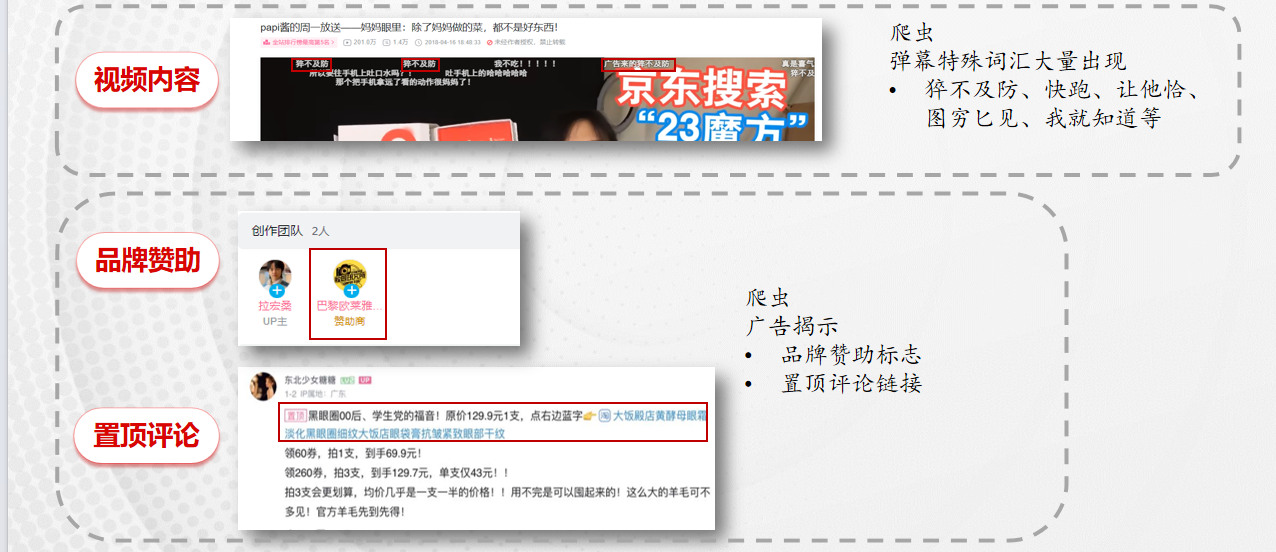 视频内容
papi酱的周一放送——妈妈眼里：除了妈妈做的菜，都不是好东西！
全站排行榜最高第5名 > 201.0万 1.4万 2018-04-16 18:48:33 未经作者授权，禁止转载
猝不及防 猝不及防 我不吃！！！！！ 广告来的猝不及防 真是喜气
所以要往手机上吐口水吗？？ 吐手机上的哈哈哈哈哈 猝不
那个把手机拿远了看的动作很妈妈了！
京东搜索
“23魔方”
爬虫
弹幕特殊词汇大量出现
• 猝不及防、快跑、让他恰、
图穷匕见、我就知道等
品牌赞助
创作团队 2人
拉宏桑 巴黎欧莱雅...
UP主 赞助商
爬虫
广告揭示
• 品牌赞助标志
• 置顶评论链接
置顶评论
东北少女糖糖 UP
1-2 IP属地：广东
置顶 黑眼圈00后、学生党的福音！原价129.9元1支，点右边蓝字👉 淘 大饭殿店黄酵母眼霜
淡化黑眼圈细纹大饭店眼袋膏抗皱紧致眼部干纹
领60券，拍1支，到手69.9元！
领260券，拍3支，到手129.7元，单支仅43元！！
拍3支会更划算，均价几乎是一支一半的价格！！用不完是可以囤起来的！这么大的羊毛可不
多见！官方羊毛先到先得！